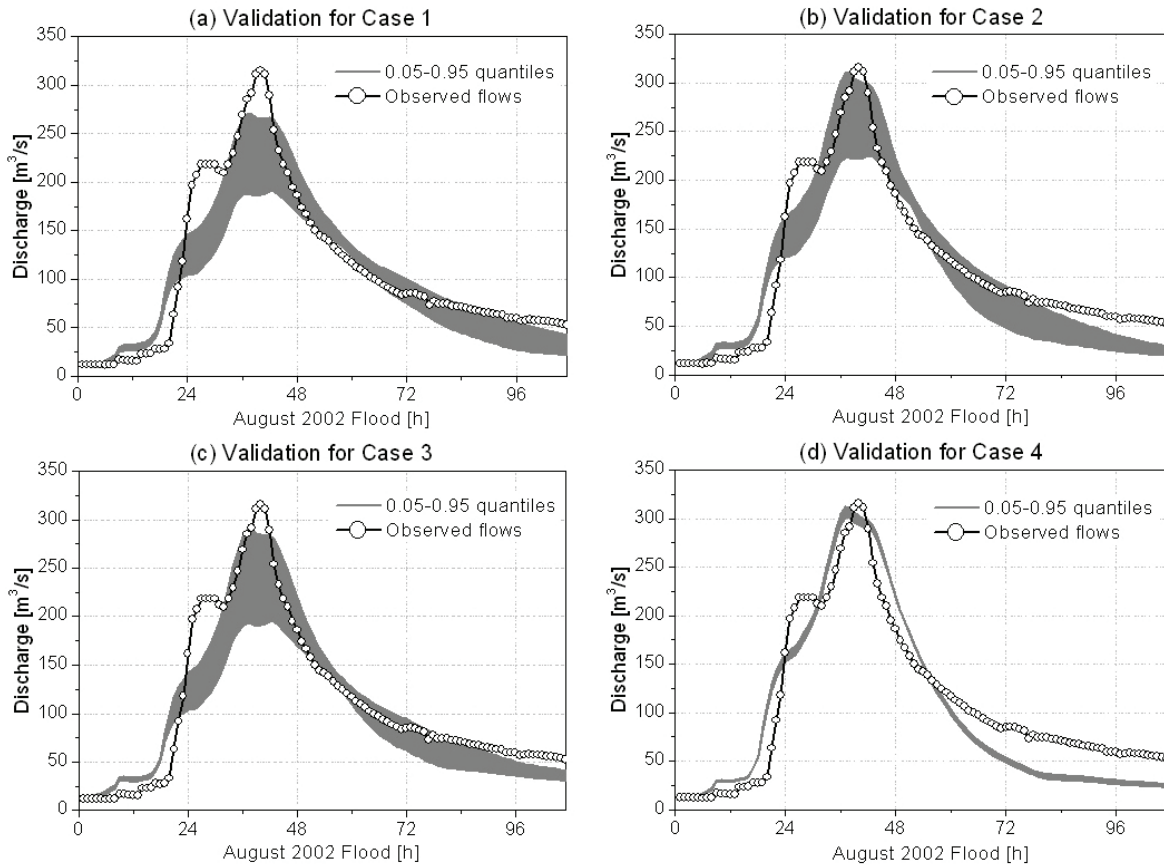 (a) Validation for Case 1
350
300
250
200
150
100
50
0
Discharge [m³/s]
0.05-0.95 quantiles
Observed flows
0 24 48 72 96
August 2002 Flood [h]
(b) Validation for Case 2
350
300
250
200
150
100
50
0
Discharge [m³/s]
0.05-0.95 quantiles
Observed flows
0 24 48 72 96
August 2002 Flood [h]
(c) Validation for Case 3
350
300
250
200
150
100
50
0
Discharge [m³/s]
0.05-0.95 quantiles
Observed flows
0 24 48 72 96
August 2002 Flood [h]
(d) Validation for Case 4
350
300
250
200
150
100
50
0
Discharge [m³/s]
0.05-0.95 quantiles
Observed flows
0 24 48 72 96
August 2002 Flood [h]